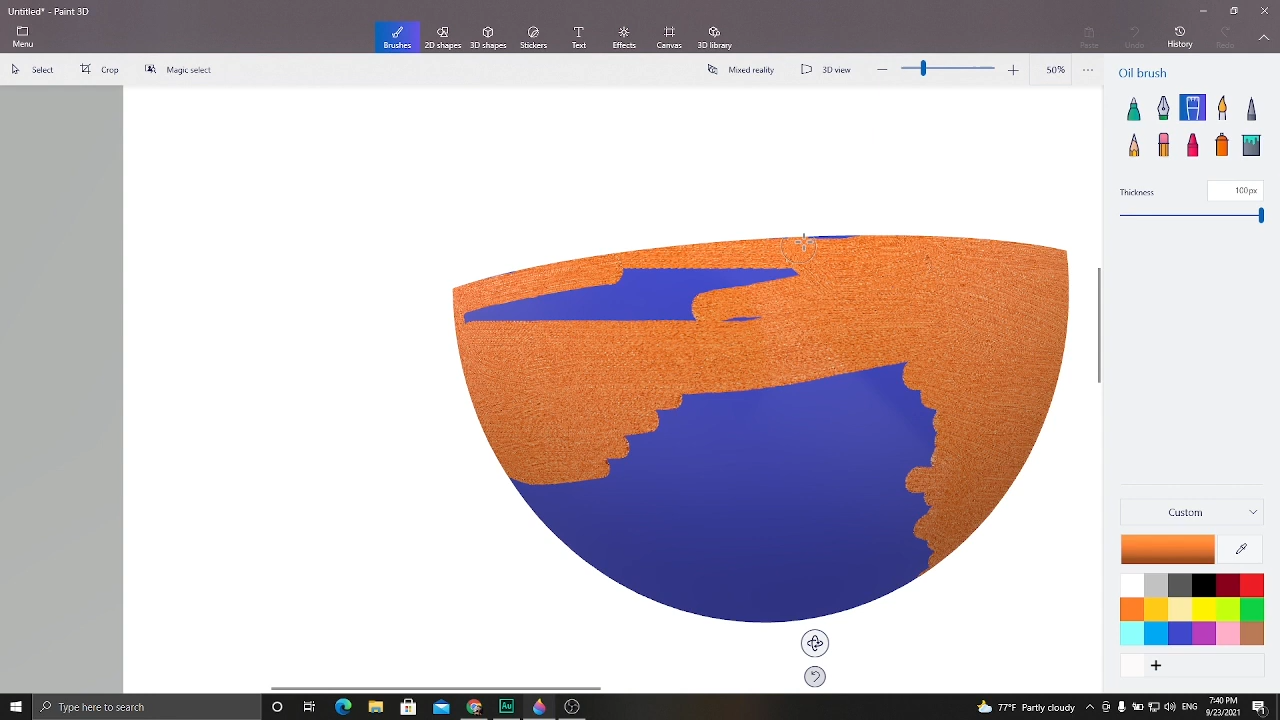 Untitled* - Paint 3D
Menu
Brushes
2D shapes
3D shapes
Stickers
Text
Effects
Canvas
3D library
Paste
Undo
History
Redo
Select
Crop
Magic select
Mixed reality
3D view
50%
Oil brush
Thickness
100px
Custom
Type here to search
Au
77°F Partly cloudy
ENG
7:40 PM
9/23/2021